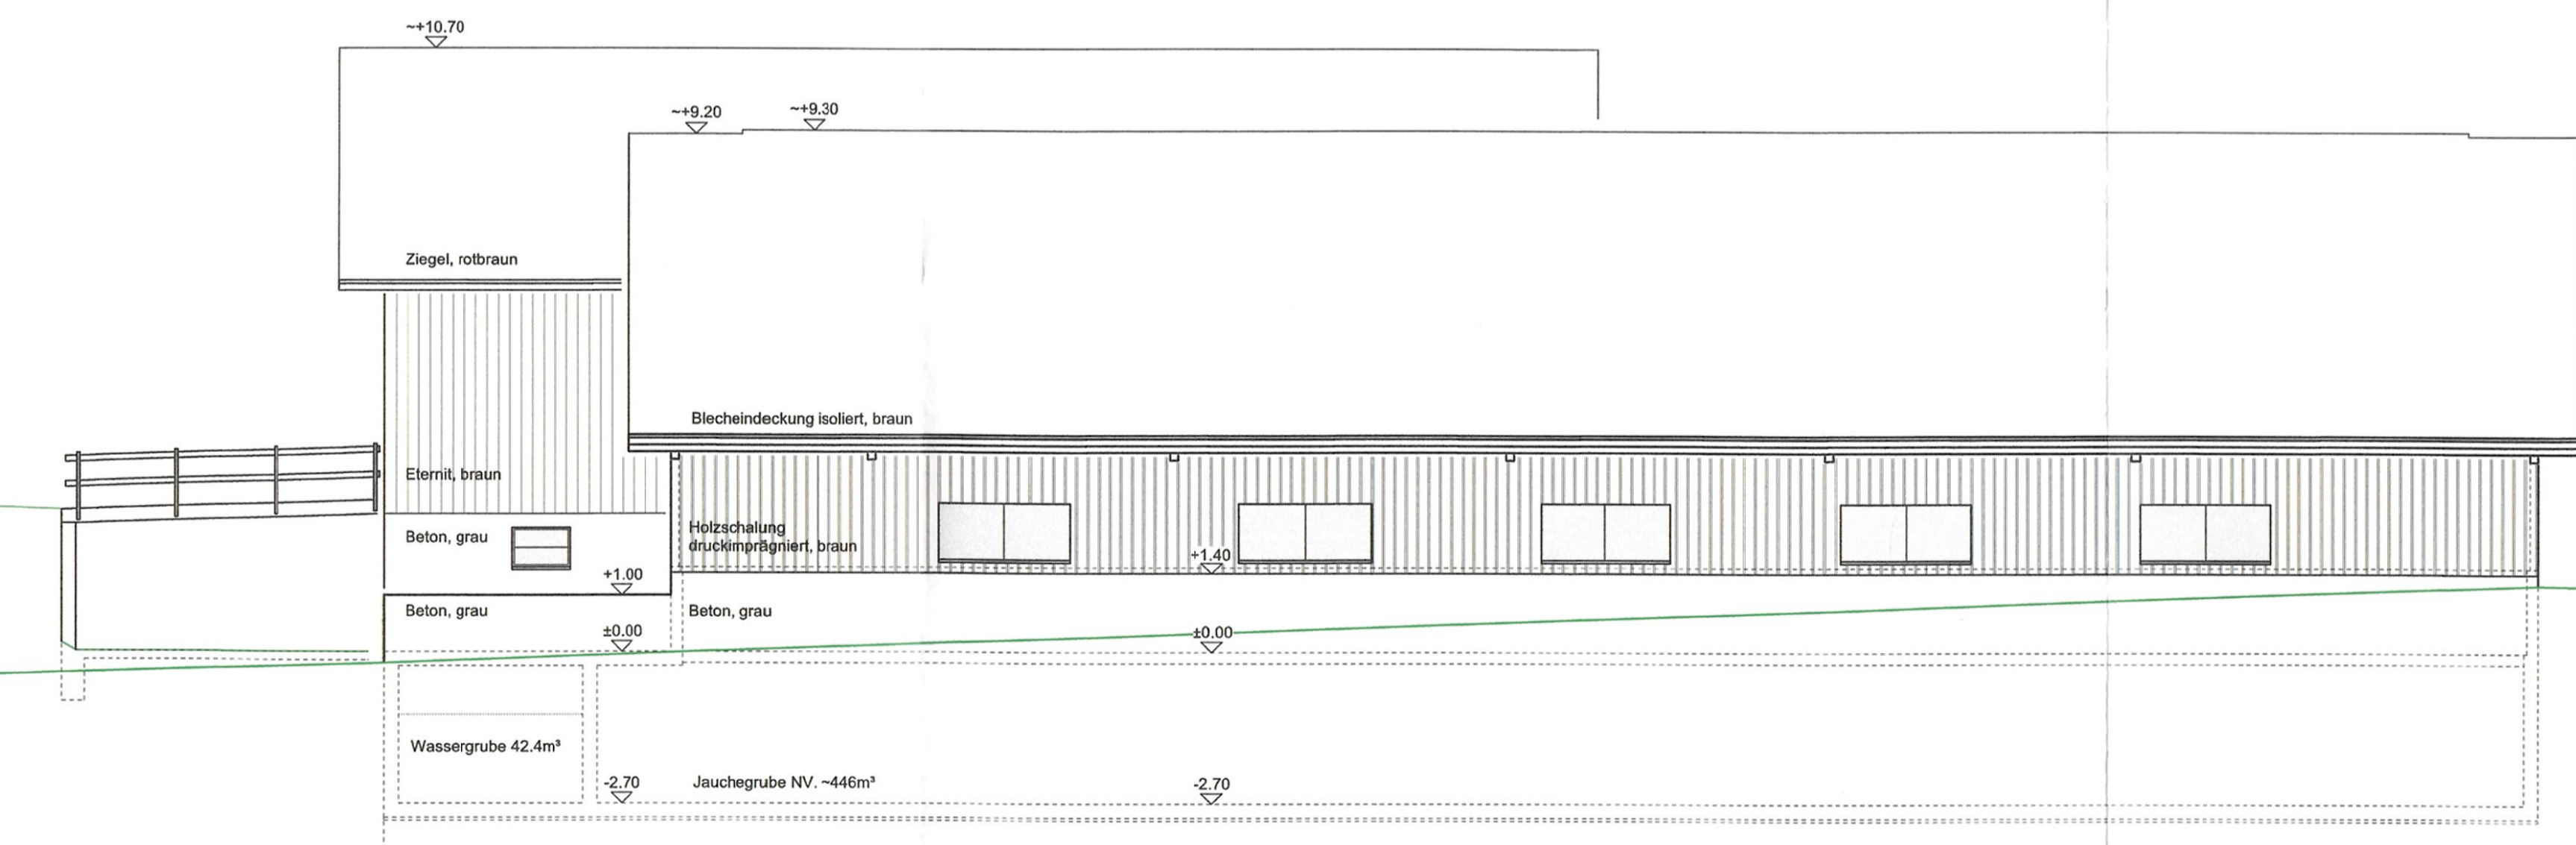 ~+10.70
~+9.20
~+9.30
Ziegel, rotbraun
Blecheindeckung isoliert, braun
Eternit, braun
Holzschalung
druckimprägniert, braun
Beton, grau
+1.40
+1.00
Beton, grau
Beton, grau
±0.00
±0.00
Wassergrube 42.4m³
-2.70
Jauchegrube NV. ~446m³
-2.70